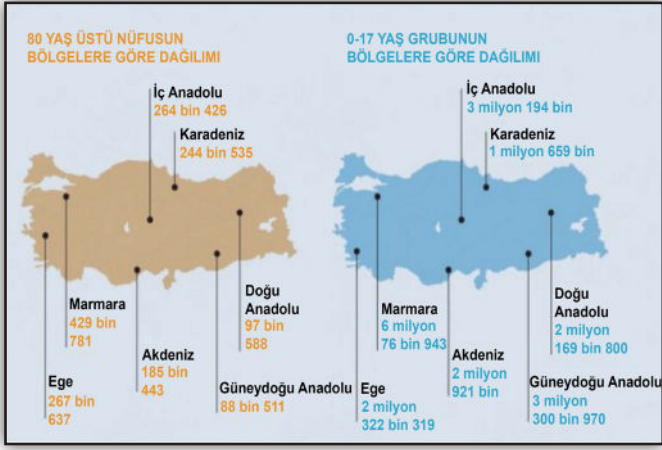 80 YAŞ ÜSTÜ NÜFUSUN
BÖLGELERE GÖRE DAĞILIMI
İç Anadolu
264 bin 426
Karadeniz
244 bin 535
Marmara
429 bin
781
Ege
267 bin
637
Akdeniz
185 bin
443
Doğu
Anadolu
97 bin
588
Güneydoğu Anadolu
88 bin 511
0-17 YAŞ GRUBUNUN
BÖLGELERE GÖRE DAĞILIMI
İç Anadolu
3 milyon 194 bin
Karadeniz
1 milyon 659 bin
Marmara
6 milyon
76 bin 943
Ege
2 milyon
322 bin 319
Akdeniz
2 milyon
921 bin
Doğu
Anadolu
2 milyon
169 bin 800
Güneydoğu Anadolu
3 milyon
300 bin 970